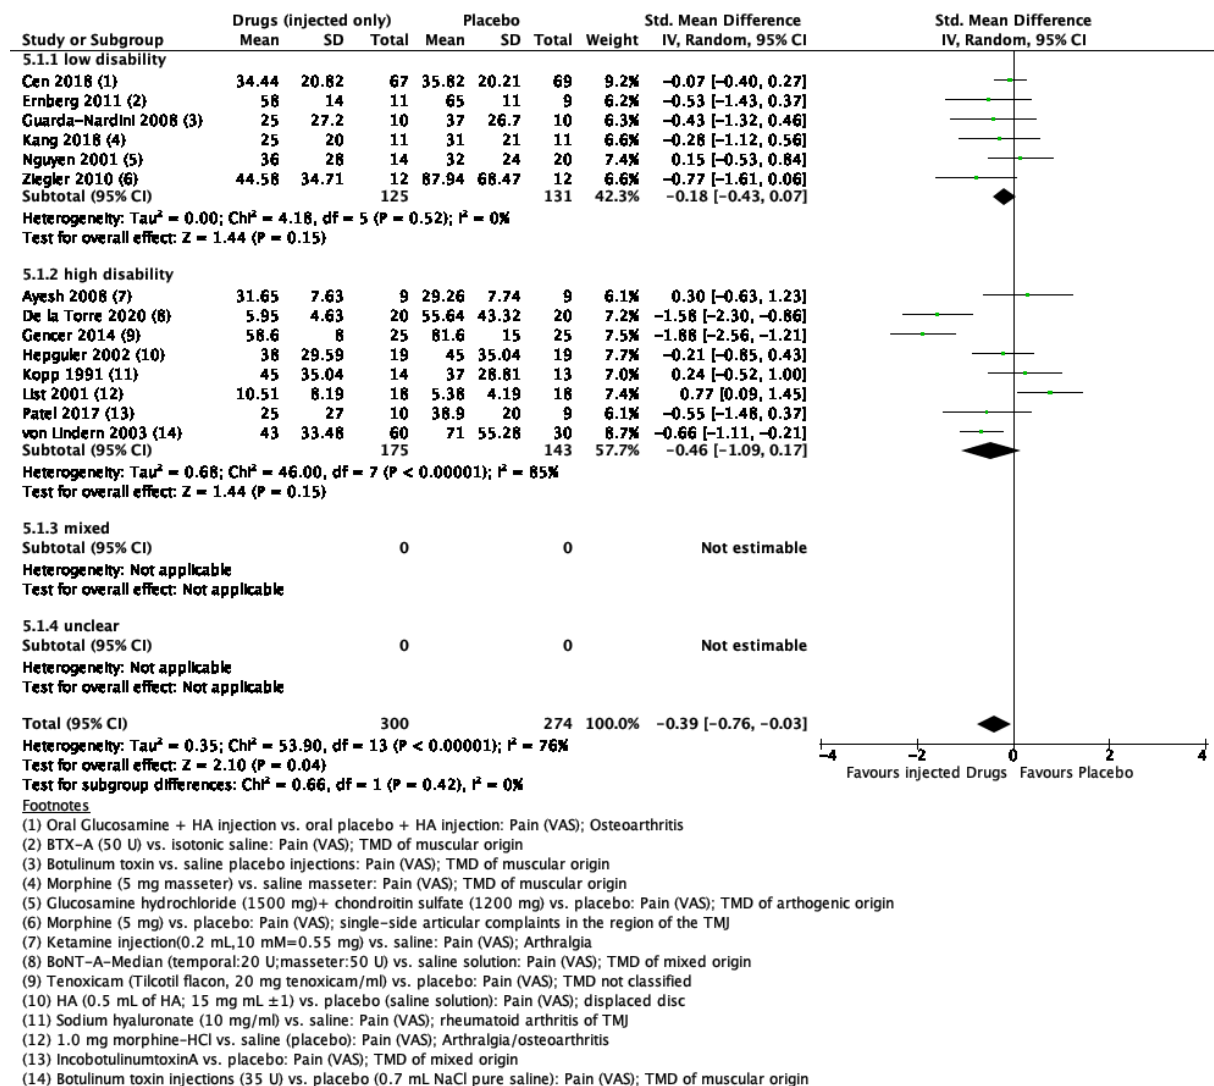 Drugs (injected only) Placebo Std. Mean Difference Std. Mean Difference
Study or Subgroup Mean SD Total Mean SD Total Weight IV, Random, 95% CI IV, Random, 95% CI
5.1.1 low disability
Cen 2018 (1) 34.44 20.82 67 35.82 20.21 69 9.2% −0.07 [−0.40, 0.27]
Ernberg 2011 (2) 58 14 11 65 11 9 6.2% −0.53 [−1.43, 0.37]
Guarda−Nardini 2008 (3) 25 27.2 10 37 26.7 10 6.3% −0.43 [−1.32, 0.46]
Kang 2018 (4) 25 20 11 31 21 11 6.6% −0.28 [−1.12, 0.56]
Nguyen 2001 (5) 36 28 14 32 24 20 7.4% 0.15 [−0.53, 0.84]
Ziegler 2010 (6) 44.58 34.71 12 87.94 68.47 12 6.6% −0.77 [−1.61, 0.06]
Subtotal (95% CI) 125 131 42.3% −0.18 [−0.43, 0.07]
Heterogeneity: Tau² = 0.00; Chi² = 4.18, df = 5 (P = 0.52); I² = 0%
Test for overall effect: Z = 1.44 (P = 0.15)
5.1.2 high disability
Ayesh 2008 (7) 31.65 7.63 9 29.26 7.74 9 6.1% 0.30 [−0.63, 1.23]
De la Torre 2020 (8) 5.95 4.63 20 55.64 43.32 20 7.2% −1.58 [−2.30, −0.86]
Gencer 2014 (9) 58.6 8 25 81.6 15 25 7.5% −1.88 [−2.56, −1.21]
Hepguler 2002 (10) 38 29.59 19 45 35.04 19 7.7% −0.21 [−0.85, 0.43]
Kopp 1991 (11) 45 35.04 14 37 28.81 13 7.0% 0.24 [−0.52, 1.00]
List 2001 (12) 10.51 8.19 18 5.38 4.19 18 7.4% 0.77 [0.09, 1.45]
Patel 2017 (13) 25 27 10 38.9 20 9 6.1% −0.55 [−1.48, 0.37]
von Lindern 2003 (14) 43 33.48 60 71 55.28 30 8.7% −0.66 [−1.11, −0.21]
Subtotal (95% CI) 175 143 57.7% −0.46 [−1.09, 0.17]
Heterogeneity: Tau² = 0.68; Chi² = 46.00, df = 7 (P < 0.00001); I² = 85%
Test for overall effect: Z = 1.44 (P = 0.15)
5.1.3 mixed
Subtotal (95% CI) 0 0 Not estimable
Heterogeneity: Not applicable
Test for overall effect: Not applicable
5.1.4 unclear
Subtotal (95% CI) 0 0 Not estimable
Heterogeneity: Not applicable
Test for overall effect: Not applicable
Total (95% CI) 300 274 100.0% −0.39 [−0.76, −0.03]
Heterogeneity: Tau² = 0.35; Chi² = 53.90, df = 13 (P < 0.00001); I² = 76%
−4 −2 0 2 4
Test for overall effect: Z = 2.10 (P = 0.04)
Favours injected Drugs Favours Placebo
Test for subgroup differences: Chi² = 0.66, df = 1 (P = 0.42), I² = 0%
Footnotes
(1) Oral Glucosamine + HA injection vs. oral placebo + HA injection: Pain (VAS); Osteoarthritis
(2) BTX-A (50 U) vs. isotonic saline: Pain (VAS); TMD of muscular origin
(3) Botulinum toxin vs. saline placebo injections: Pain (VAS); TMD of muscular origin
(4) Morphine (5 mg masseter) vs. saline masseter: Pain (VAS); TMD of muscular origin
(5) Glucosamine hydrochloride (1500 mg)+ chondroitin sulfate (1200 mg) vs. placebo: Pain (VAS); TMD of arthogenic origin
(6) Morphine (5 mg) vs. placebo: Pain (VAS); single-side articular complaints in the region of the TMJ
(7) Ketamine injection(0.2 mL,10 mM=0.55 mg) vs. saline: Pain (VAS); Arthralgia
(8) BoNT-A-Median (temporal:20 U;masseter:50 U) vs. saline solution: Pain (VAS); TMD of mixed origin
(9) Tenoxicam (Tilcotil flacon, 20 mg tenoxicam/ml) vs. placebo: Pain (VAS); TMD not classified
(10) HA (0.5 mL of HA; 15 mg mL ±1) vs. placebo (saline solution): Pain (VAS); displaced disc
(11) Sodium hyaluronate (10 mg/ml) vs. saline: Pain (VAS); rheumatoid arthritis of TMJ
(12) 1.0 mg morphine-HCl vs. saline (placebo): Pain (VAS); Arthralgia/osteoarthritis
(13) IncobotulinumtoxinA vs. placebo: Pain (VAS); TMD of mixed origin
(14) Botulinum toxin injections (35 U) vs. placebo (0.7 mL NaCl pure saline): Pain (VAS); TMD of muscular origin